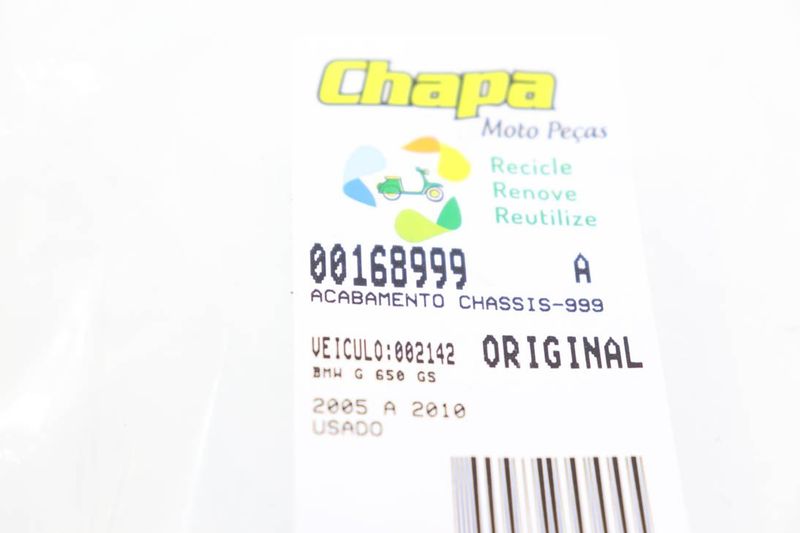 Chapa
Moto Peças
Recicle
Renove
Reutilize
00168999 A
ACABAMENTO CHASSIS-999
VEICULO:002142 ORIGINAL
BMW G 650 GS
2005 A 2010
USADO